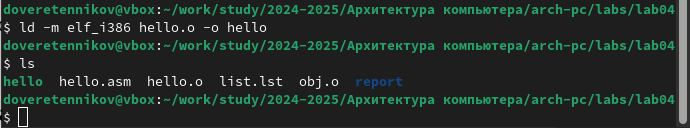 doveretennikov@vbox:~/work/study/2024-2025/Архитектура компьютера/arch-pc/labs/lab04
$ ld -m elf_i386 hello.o -o hello
doveretennikov@vbox:~/work/study/2024-2025/Архитектура компьютера/arch-pc/labs/lab04
$ ls
hello hello.asm hello.o list.lst obj.o report
doveretennikov@vbox:~/work/study/2024-2025/Архитектура компьютера/arch-pc/labs/lab04
$